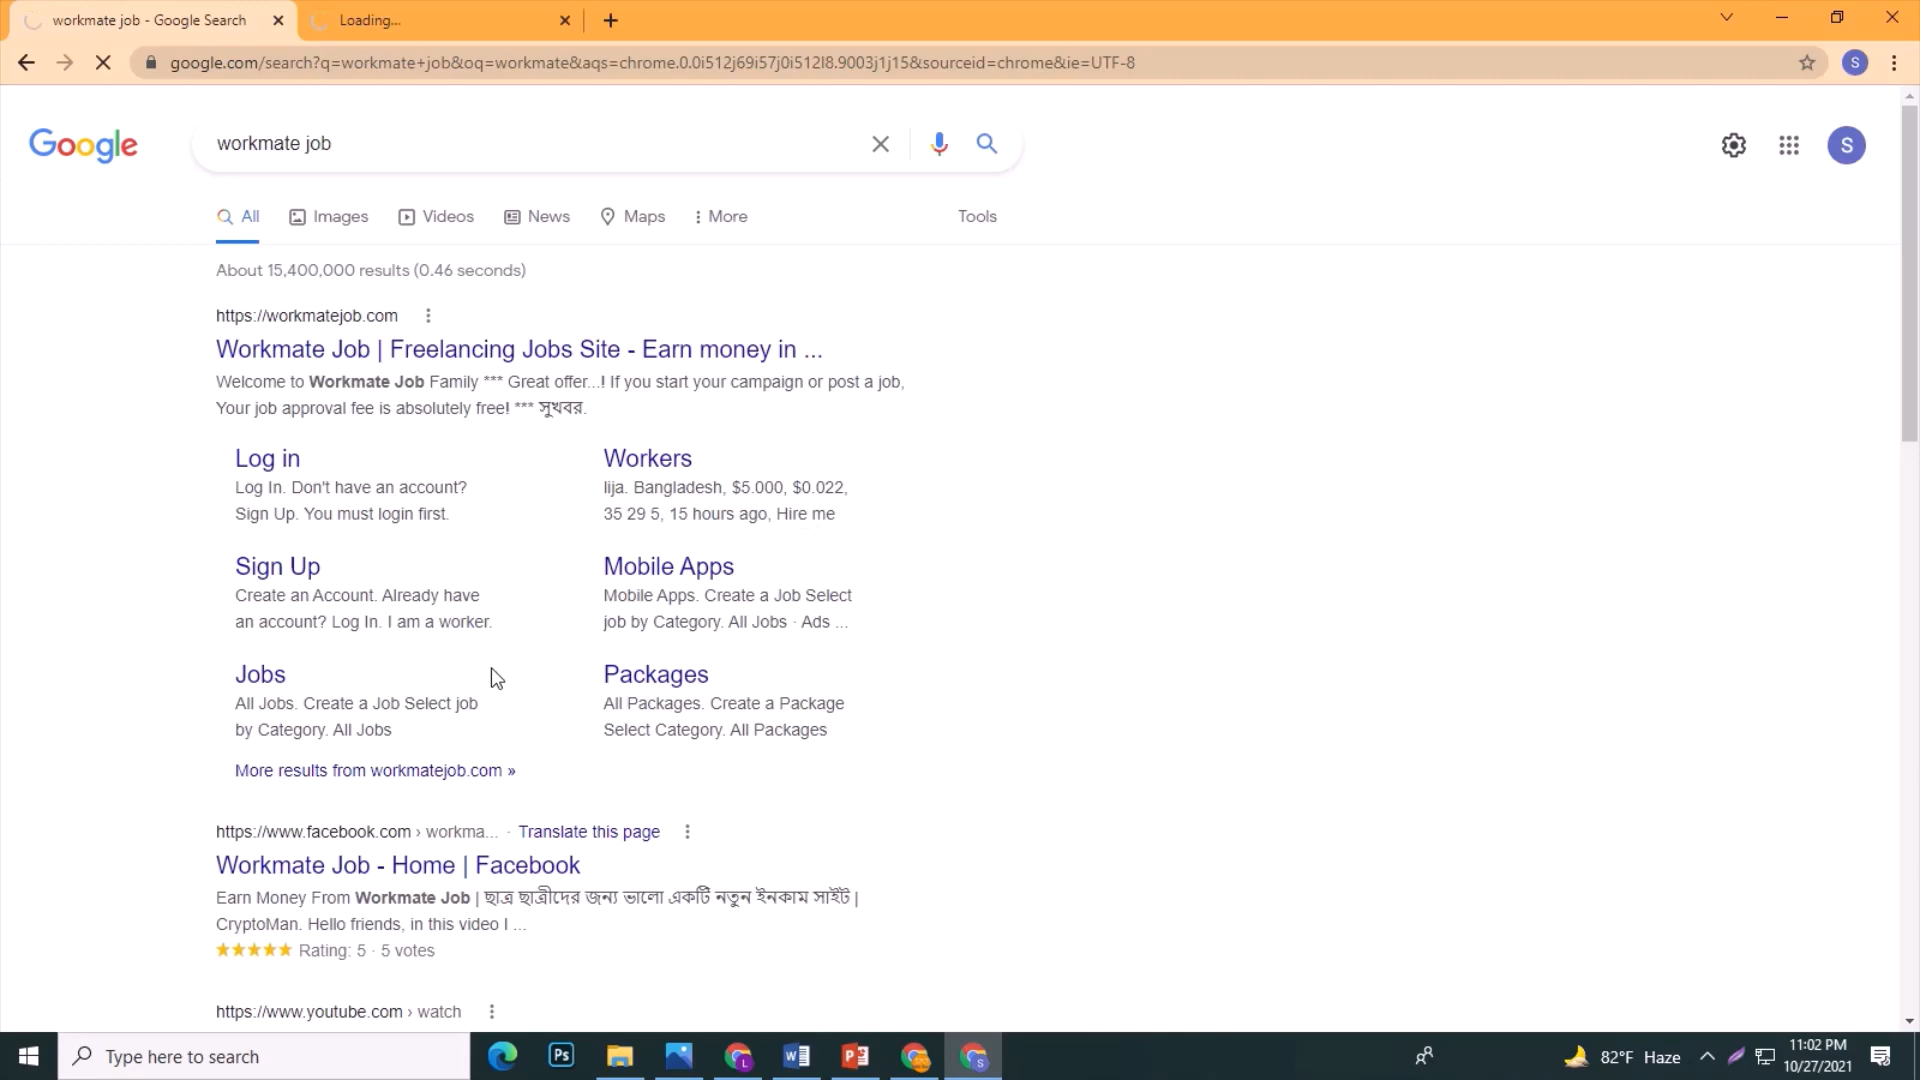 workmate job - Google Search
Loading...
google.com/search?q=workmate+job&oq=workmate&aqs=chrome.0.0i512j69i57j0i512l8.9003j1j15&sourceid=chrome&ie=UTF-8
S
Google
workmate job
S
All
Images
Videos
News
Maps
More
Tools
About 15,400,000 results (0.46 seconds)
https://workmatejob.com
Workmate Job | Freelancing Jobs Site - Earn money in ...
Welcome to Workmate Job Family *** Great offer...! If you start your campaign or post a job,
Your job approval fee is absolutely free! *** সুখবর.
Log in
Log In. Don't have an account?
Sign Up. You must login first.
Workers
lija. Bangladesh, $5.000, $0.022,
35 29 5, 15 hours ago, Hire me
Sign Up
Create an Account. Already have
an account? Log In. I am a worker.
Mobile Apps
Mobile Apps. Create a Job Select
job by Category. All Jobs · Ads ...
Jobs
All Jobs. Create a Job Select job
by Category. All Jobs
Packages
All Packages. Create a Package
Select Category. All Packages
More results from workmatejob.com »
https://www.facebook.com › workma... · Translate this page
Workmate Job - Home | Facebook
Earn Money From Workmate Job | ছাত্র ছাত্রীদের জন্য ভালো একটি নতুন ইনকাম সাইট |
CryptoMan. Hello friends, in this video I ...
Rating: 5 · 5 votes
https://www.youtube.com › watch
Type here to search
Ps
L
S
82°F Haze
11:02 PM
10/27/2021